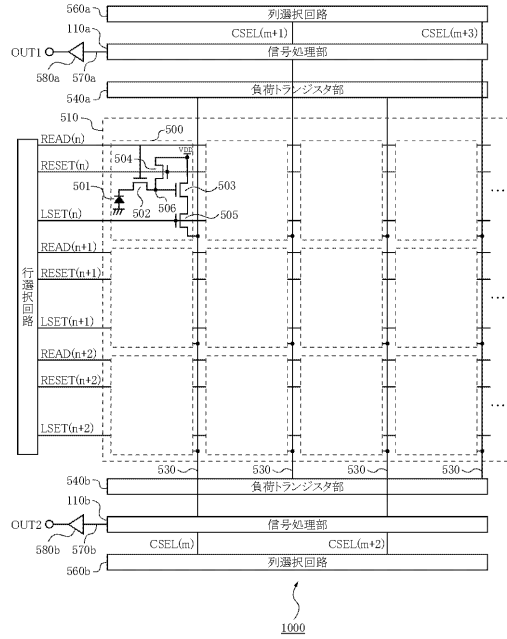 560a
列選択回路
CSEL(m+1)
CSEL(m+3)
110a
OUT1
信号処理部
580a
570a
負荷トランジスタ部
540a
510
READ(n)
500
VDD
RESET(n)
504
501
503
502
506
505
LSET(n)
READ(n+1)
RESET(n+1)
行選択回路
LSET(n+1)
READ(n+2)
RESET(n+2)
LSET(n+2)
...
...
...
530
530
530
530
540b
負荷トランジスタ部
110b
OUT2
信号処理部
580b
570b
CSEL(m)
CSEL(m+2)
列選択回路
560b
1000